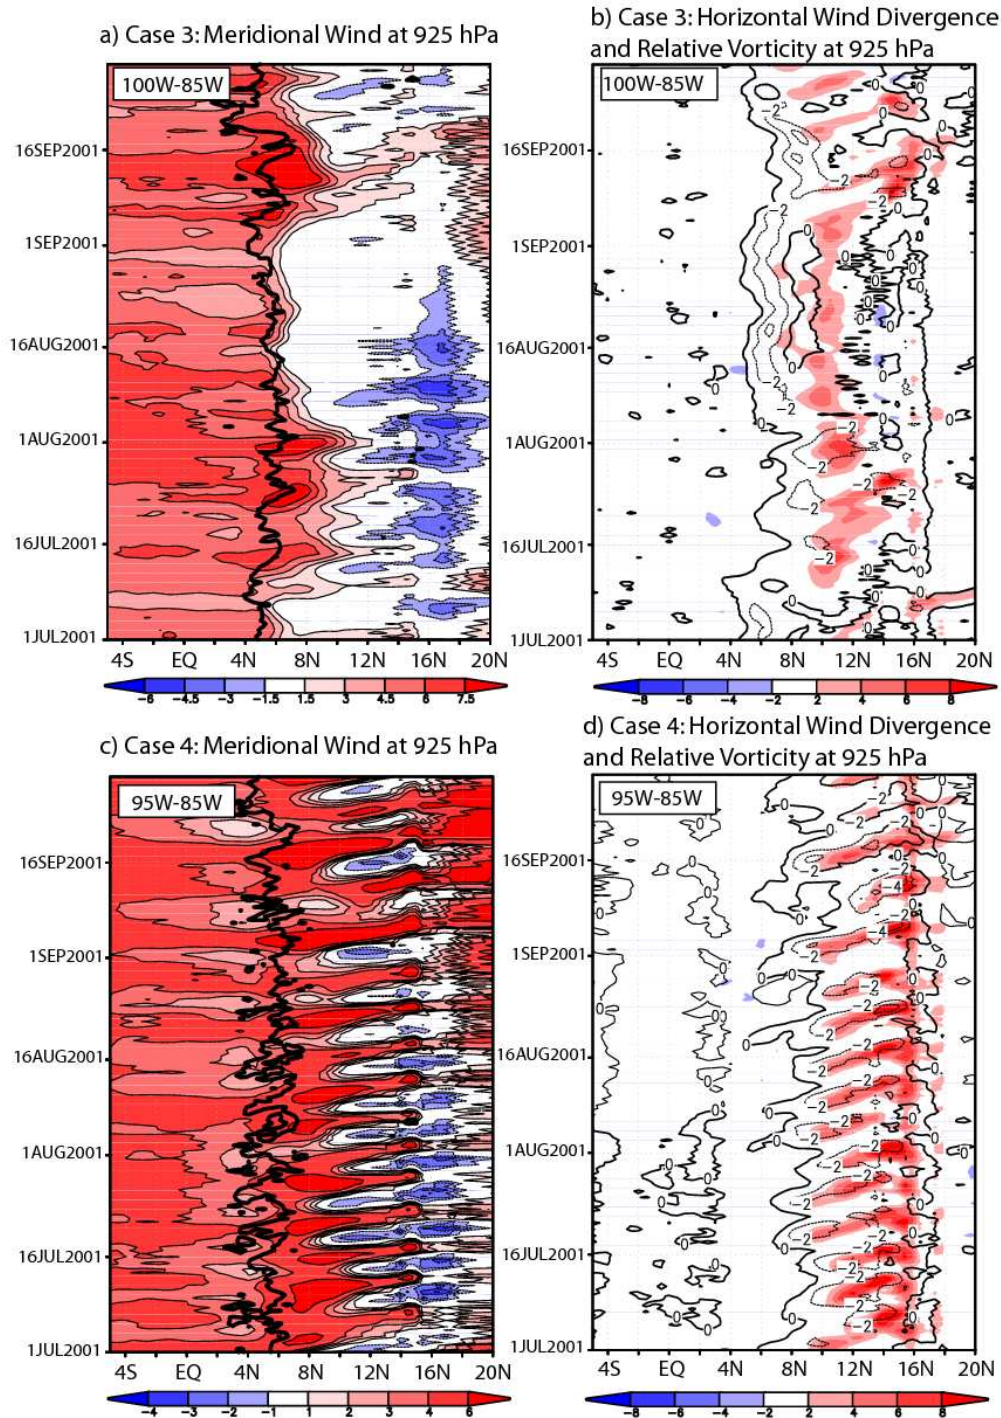 a) Case 3: Meridional Wind at 925 hPa
100W-85W
16SEP2001
1SEP2001
16AUG2001
1AUG2001
16JUL2001
1JUL2001
4S EQ 4N 8N 12N 16N 20N
-6 -4.5 -3 -1.5 1.5 3 4.5 6 7.5
b) Case 3: Horizontal Wind Divergence
and Relative Vorticity at 925 hPa
100W-85W
16SEP2001
1SEP2001
16AUG2001
1AUG2001
16JUL2001
1JUL2001
4S EQ 4N 8N 12N 16N 20N
-8 -6 -4 -2 2 4 6 8
c) Case 4: Meridional Wind at 925 hPa
95W-85W
16SEP2001
1SEP2001
16AUG2001
1AUG2001
16JUL2001
1JUL2001
4S EQ 4N 8N 12N 16N 20N
-4 -3 -2 -1 1 2 3 4 6
d) Case 4: Horizontal Wind Divergence
and Relative Vorticity at 925 hPa
95W-85W
16SEP2001
1SEP2001
16AUG2001
1AUG2001
16JUL2001
1JUL2001
4S EQ 4N 8N 12N 16N 20N
-8 -6 -4 -2 2 4 6 8